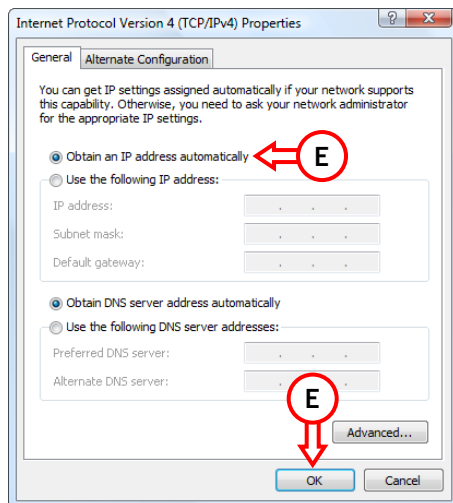 Internet Protocol Version 4 (TCP/IPv4) Properties
General
Alternate Configuration
You can get IP settings assigned automatically if your network supports
this capability. Otherwise, you need to ask your network administrator
for the appropriate IP settings.
Obtain an IP address automatically
E
Use the following IP address:
IP address:
Subnet mask:
Default gateway:
Obtain DNS server address automatically
Use the following DNS server addresses:
Preferred DNS server:
Alternate DNS server:
E
Advanced...
OK
Cancel